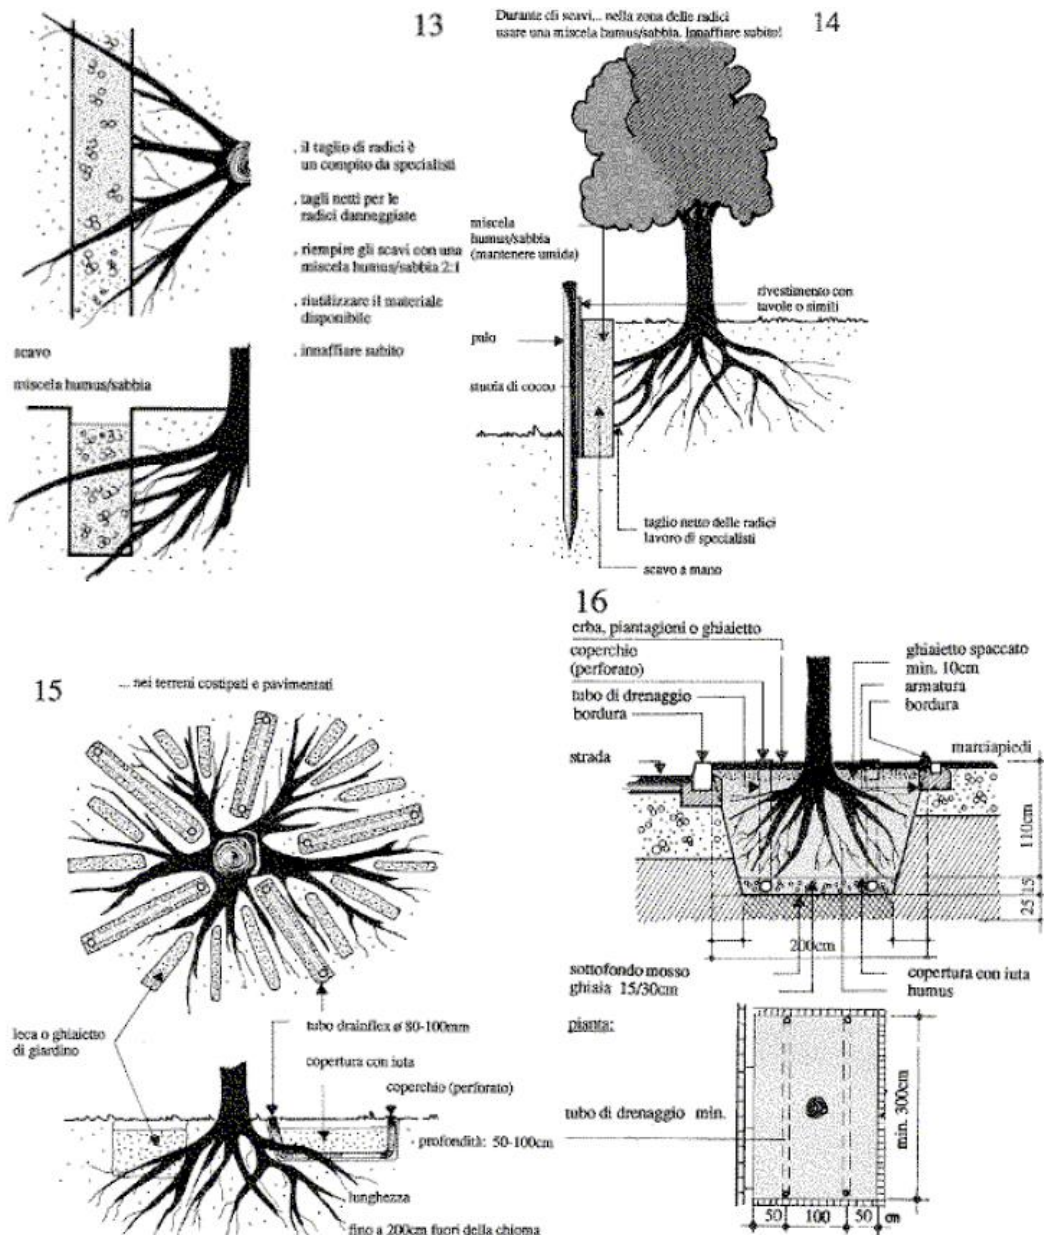 13
. il taglio di radici è
un compito da specialisti
. tagli netti per le
radici danneggiate
. riempire gli scavi con una
miscela humus/sabbia 2:1
. riutilizzare il materiale
disponibile
. innaffiare subito
scavo
miscela humus/sabbia
Durante cli scavi... nella zona delle radici
usare una miscela humus/sabbia. Innaffiare subito!
14
miscela
humus/sabbia
(mantenere umida)
rivestimento con
tavole o simili
palo
stuoia di cocco
taglio netto delle radici
lavoro di specialisti
scavo a mano
15
... nei terreni costipati e pavimentati
leca o ghiaietto
di giardino
tubo drainflex ø 80-100mm
copertura con iuta
coperchio (perforato)
profondità: 50-100cm
lunghezza
fino a 200cm fuori della chioma
16
erba, piantagioni o ghiaietto
coperchio
(perforato)
tubo di drenaggio
bordura
strada
ghiaietto spaccato
min. 10cm
armatura
bordura
marciapiedi
110cm
15
25
200cm
sottofondo mosso
ghiaia 15/30cm
copertura con iuta
humus
pianta:
tubo di drenaggio min.
min. 300cm
50 100 50 cm